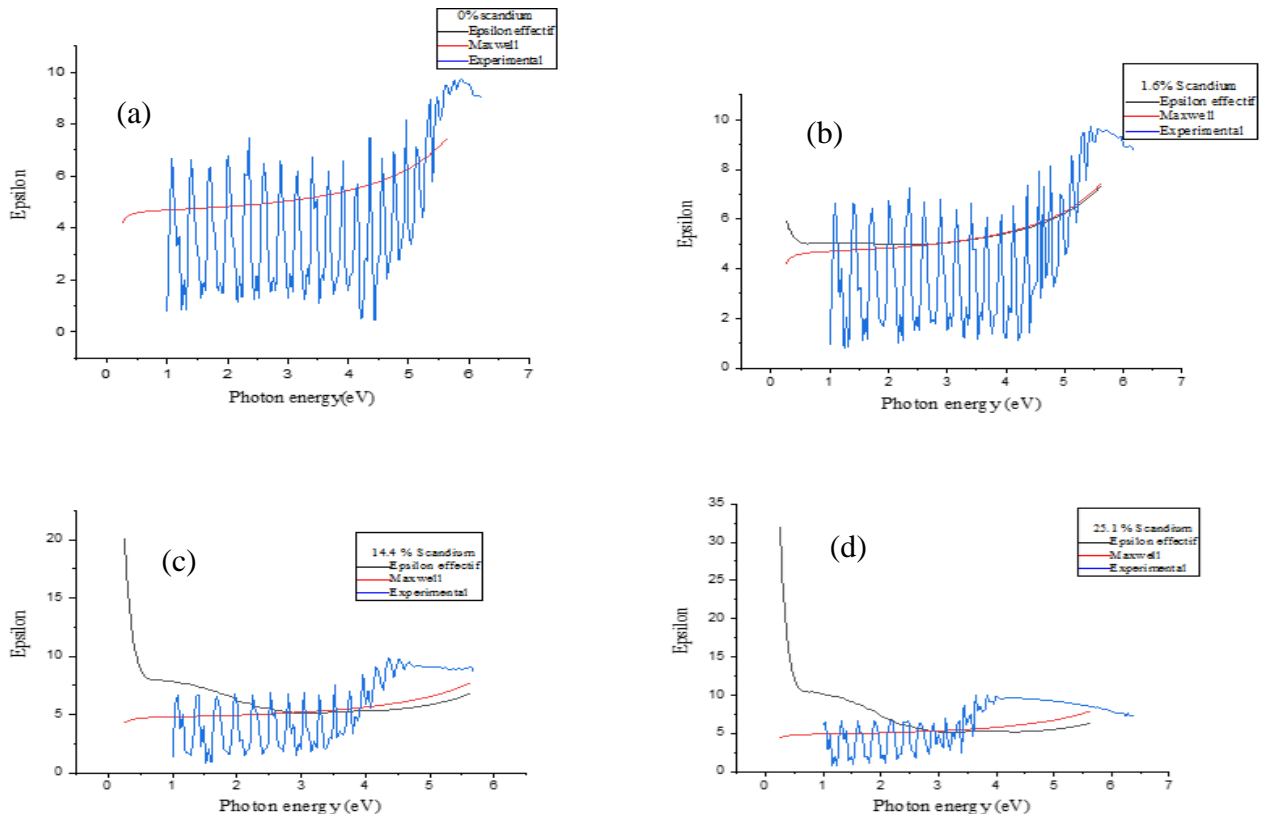 (a)
0% scandium
Epsilon effectif
Maxwell
Experimental
Epsilon
10
8
6
4
2
0
0 1 2 3 4 5 6 7
Photon energy(eV)
(b)
1.6% Scandium
Epsilon effectif
Maxwell
Experimental
Epsilon
10
8
6
4
2
0
0 1 2 3 4 5 6 7
Photon energy (eV)
(c)
14.4 % Scandium
Epsilon effectif
Maxwell
Experimental
Epsilon
20
15
10
5
0
0 1 2 3 4 5 6
Photon energy (eV)
(d)
25.1 % Scandium
Epsilon effectif
Maxwell
Experimental
Epsilon
35
30
25
20
15
10
5
0
0 1 2 3 4 5 6 7
Photon energy (eV)